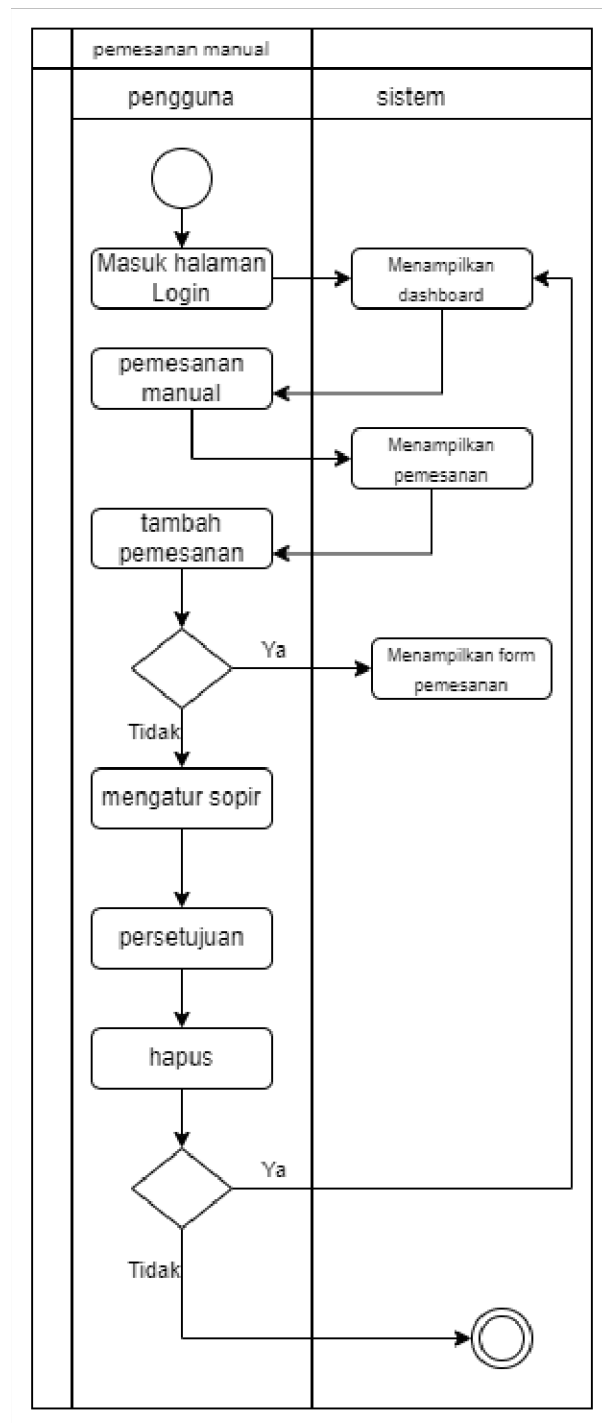 pemesanan manual
pengguna
sistem
Masuk halaman
Login
Menampilkan
dashboard
pemesanan
manual
Menampilkan
pemesanan
tambah
pemesanan
Ya
Menampilkan form
pemesanan
Tidak
mengatur sopir
persetujuan
hapus
Ya
Tidak